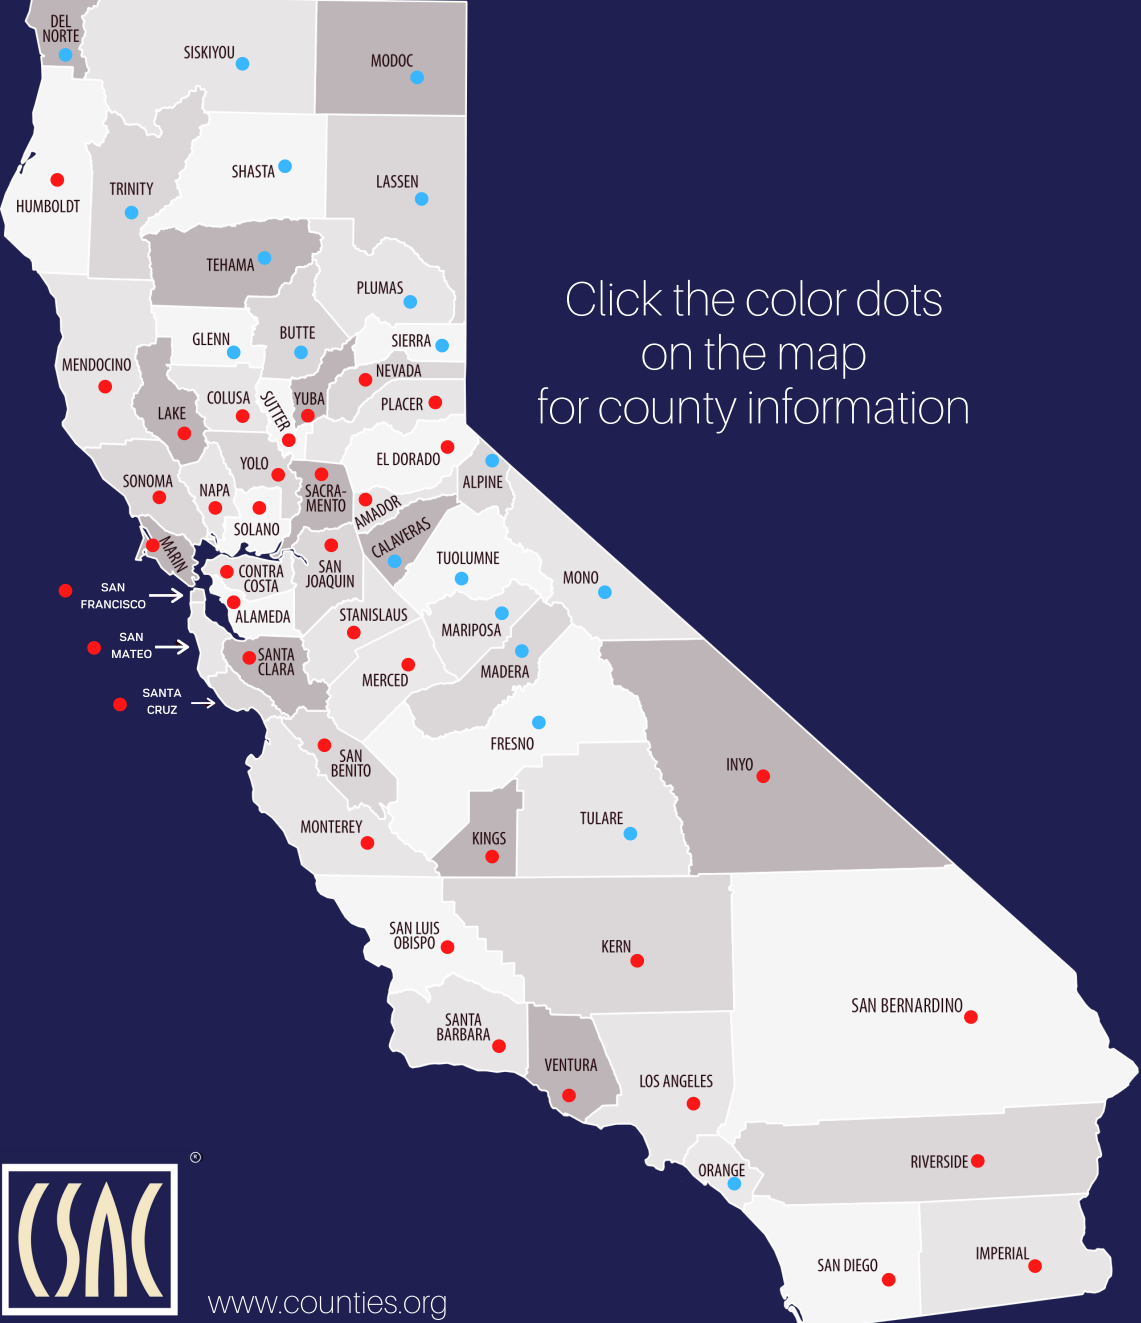 DEL
NORTE
SISKIYOU
MODOC
HUMBOLDT
TRINITY
SHASTA
LASSEN
TEHAMA
PLUMAS
Click the color dots
on the map
for county information
GLENN
BUTTE
SIERRA
MENDOCINO
NEVADA
LAKE
COLUSA
SUTTER
YUBA
PLACER
EL DORADO
YOLO
SONOMA
NAPA
SACRA-
MENTO
AMADOR
ALPINE
SOLANO
CALAVERAS
MARIN
TUOLUMNE
CONTRA
COSTA
SAN
JOAQUIN
MONO
SAN
FRANCISCO
ALAMEDA
STANISLAUS
MARIPOSA
SAN
MATEO
SANTA
CLARA
MERCED
MADERA
SANTA
CRUZ
FRESNO
SAN
BENITO
INYO
MONTEREY
KINGS
TULARE
SAN LUIS
OBISPO
KERN
SAN BERNARDINO
SANTA
BARBARA
VENTURA
LOS ANGELES
ORANGE
RIVERSIDE
SAN DIEGO
IMPERIAL
®
CSAC
www.counties.org